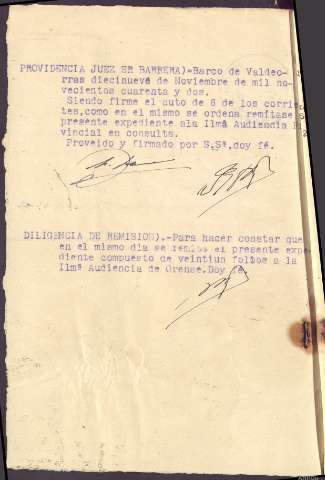 PROVIDENCIA JUEZ SR BARBERA)-Barco de Valdeo-
rras diecinueve de Noviembre de mil no-
vecientos cuarenta y dos.
Siendo firme el auto de 6 de los corrie
tes,como en el mismo se ordena remítase
presente expediente ala Ilmª Audiencia P
vincial en consulta.
Proveido y firmado por S.Sª.doy fé.
DILIGENCIA DE REMISION).-Para hacer constar que
en el mismo dia se remite el presente expe
diente compuesto de veintiun folios a la
Ilmª Audiencia de Orense.Doy fé